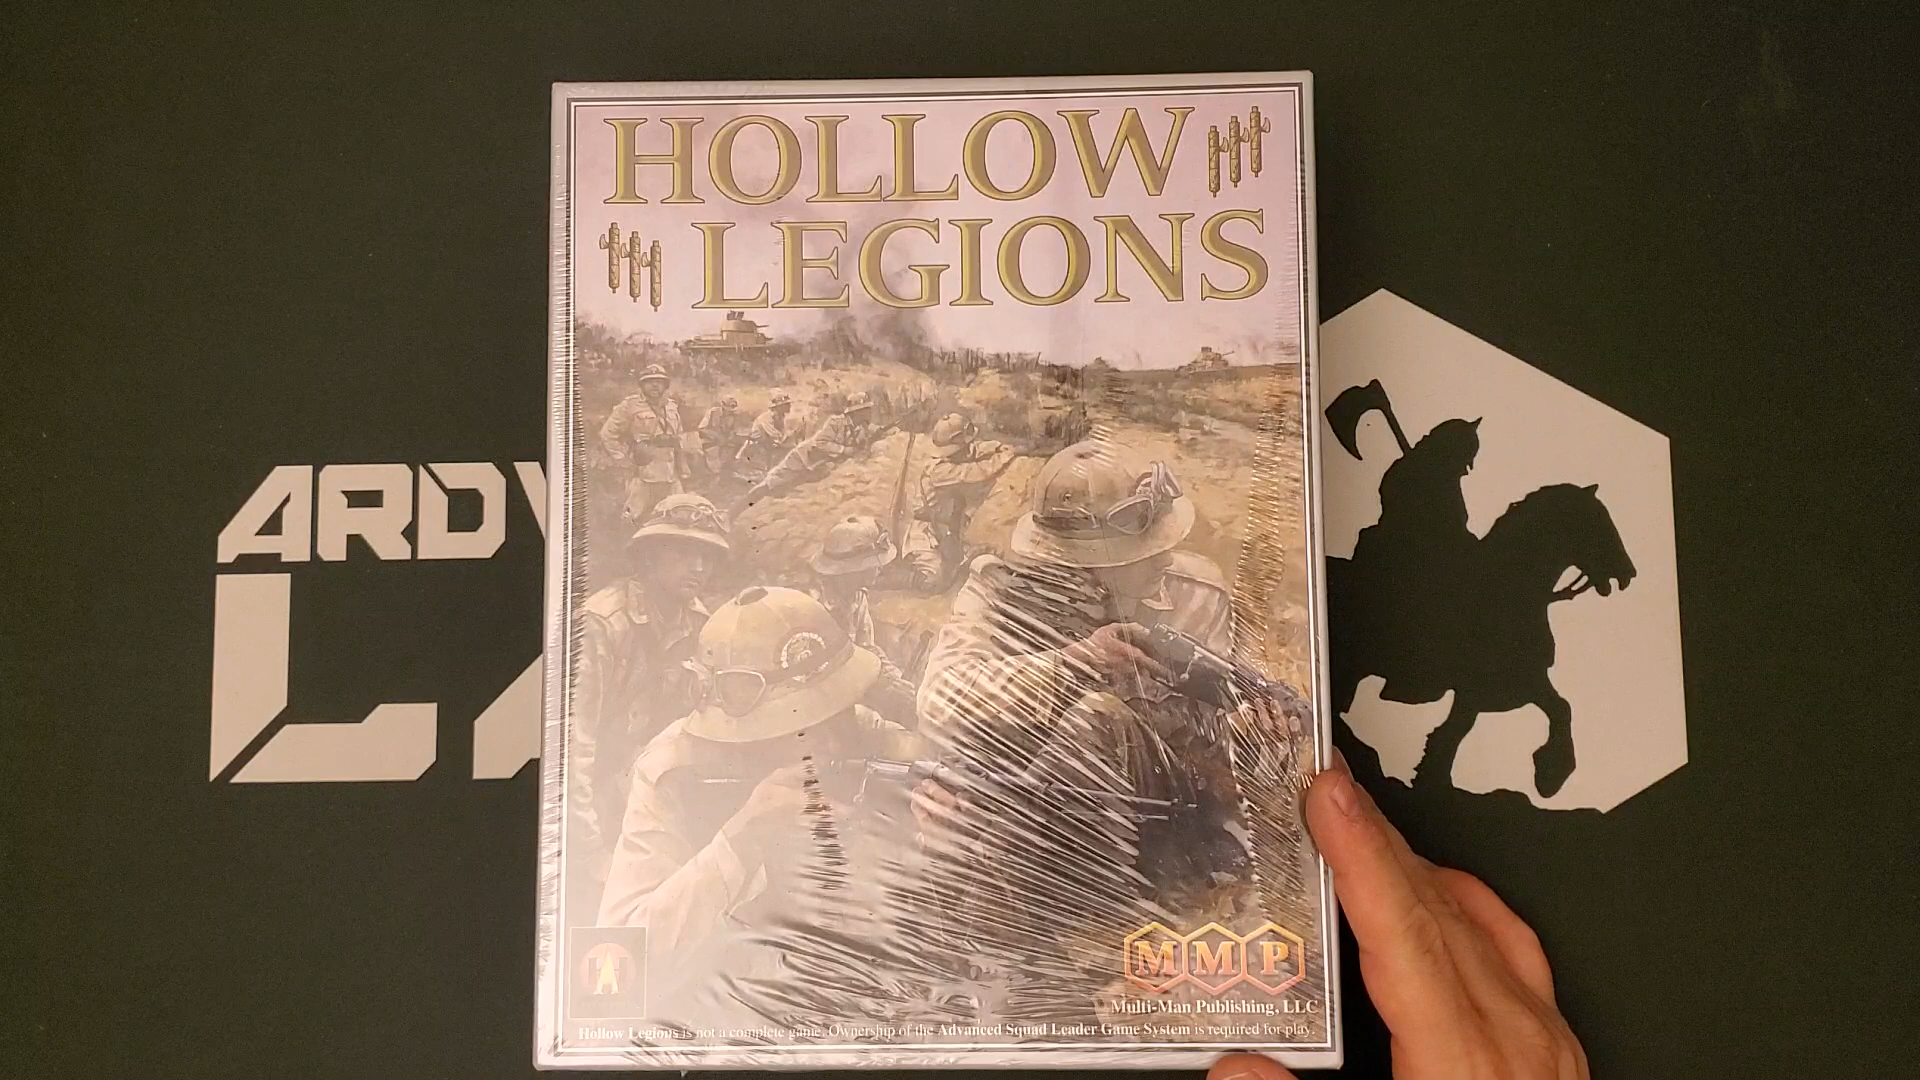 HOLLOW
LEGIONS
ARDV
MMP
Multi-Man Publishing, LLC
Hollow Legions is not a complete game. Ownership of the Advanced Squad Leader Game System is required for play.